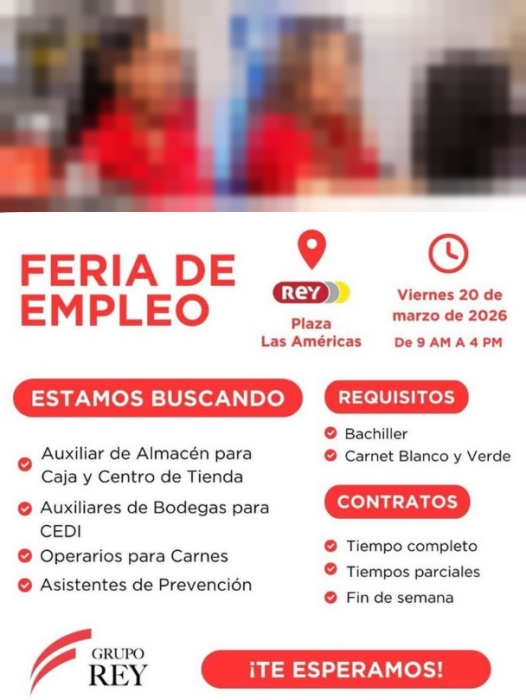 FERIA DE
EMPLEO
ReY
Plaza
Las Américas
Viernes 20 de
marzo de 2026
De 9 AM A 4 PM
ESTAMOS BUSCANDO
Auxiliar de Almacén para
Caja y Centro de Tienda
Auxiliares de Bodegas para
CEDI
Operarios para Carnes
Asistentes de Prevención
REQUISITOS
Bachiller
Carnet Blanco y Verde
CONTRATOS
Tiempo completo
Tiempos parciales
Fin de semana
GRUPO
REY
¡TE ESPERAMOS!